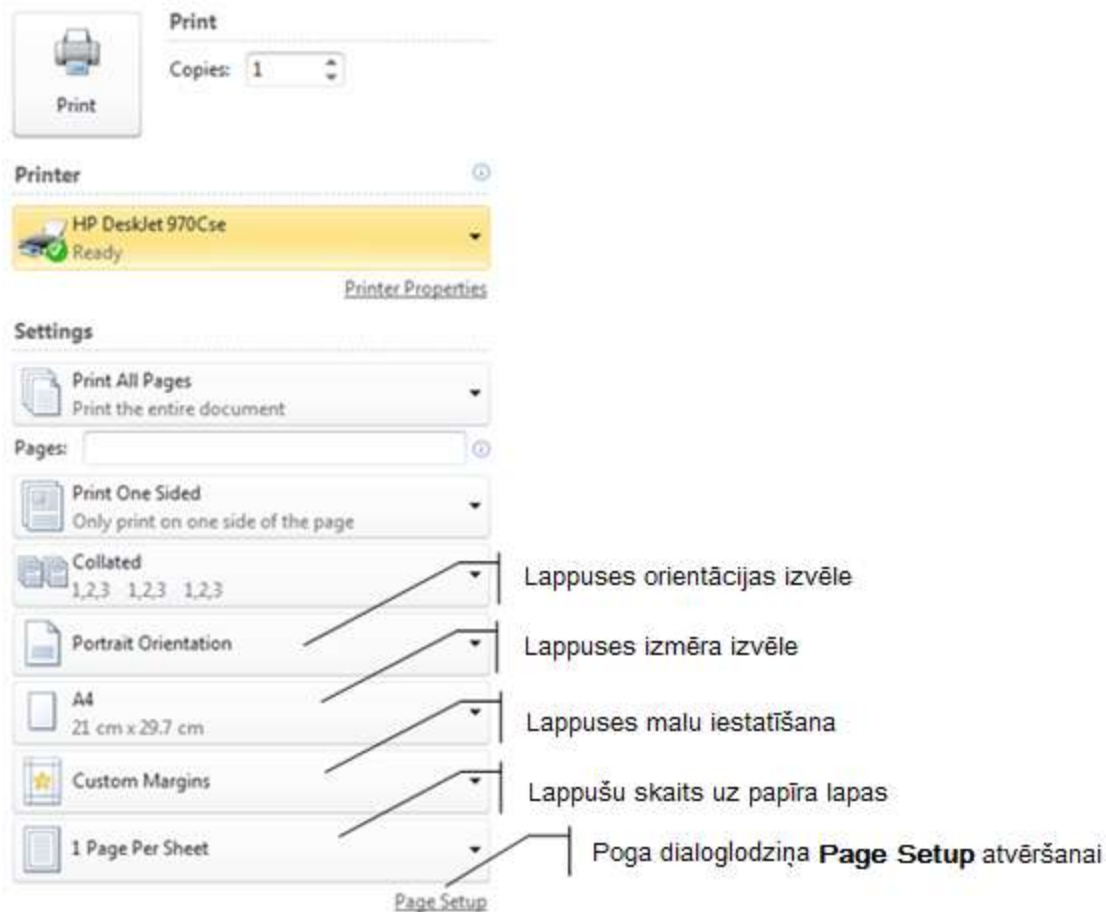 Print
Copies: 1
Print
Printer
HP DeskJet 970Cse
Ready
Printer Properties
Settings
Print All Pages
Print the entire document
Pages:
Print One Sided
Only print on one side of the page
Collated
1,2,3 1,2,3 1,2,3
Lappuses orientācijas izvēle
Portrait Orientation
Lappuses izmēra izvēle
A4
21 cm x 29.7 cm
Lappuses malu iestatīšana
Custom Margins
Lappušu skaits uz papīra lapas
1 Page Per Sheet
Poga dialoglodziņa Page Setup atvēršanai
Page Setup